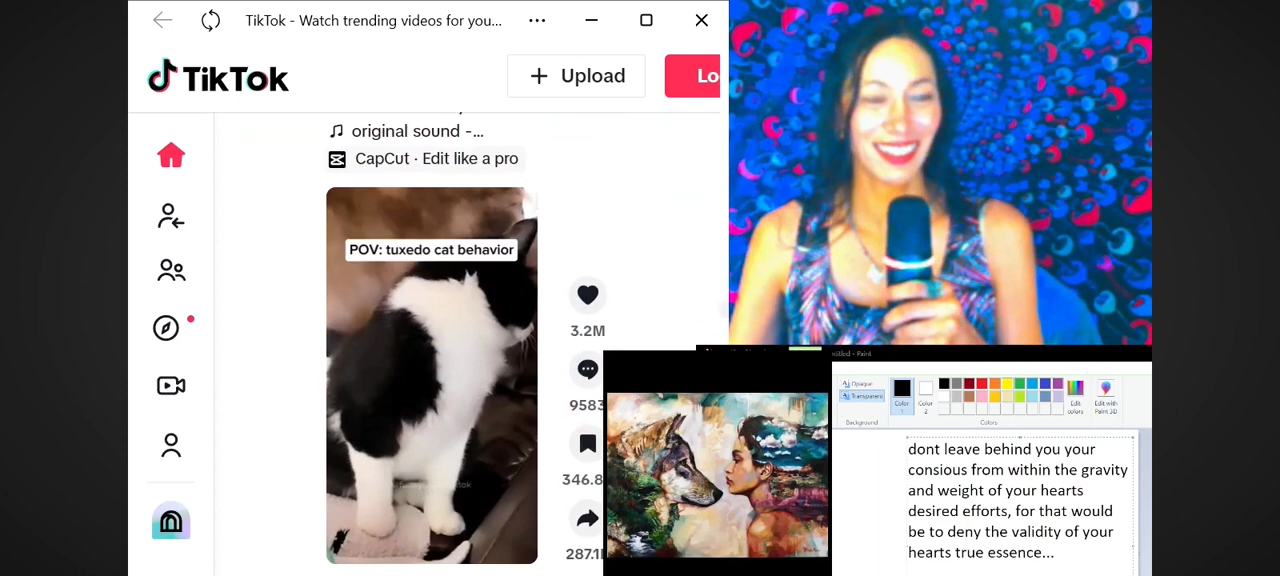 TikTok - Watch trending videos for you...
TikTok
+ Upload
Lo
original sound -...
CapCut · Edit like a pro
POV: tuxedo cat behavior
3.2M
9583
346.8
287.1
Paint
Opaque
Transparent
Background
Color
1
Color
2
Edit
colors
Edit with
Paint 3D
Colors
dont leave behind you your
consious from within the gravity
and weight of your hearts
desired efforts, for that would
be to deny the validity of your
hearts true essence...